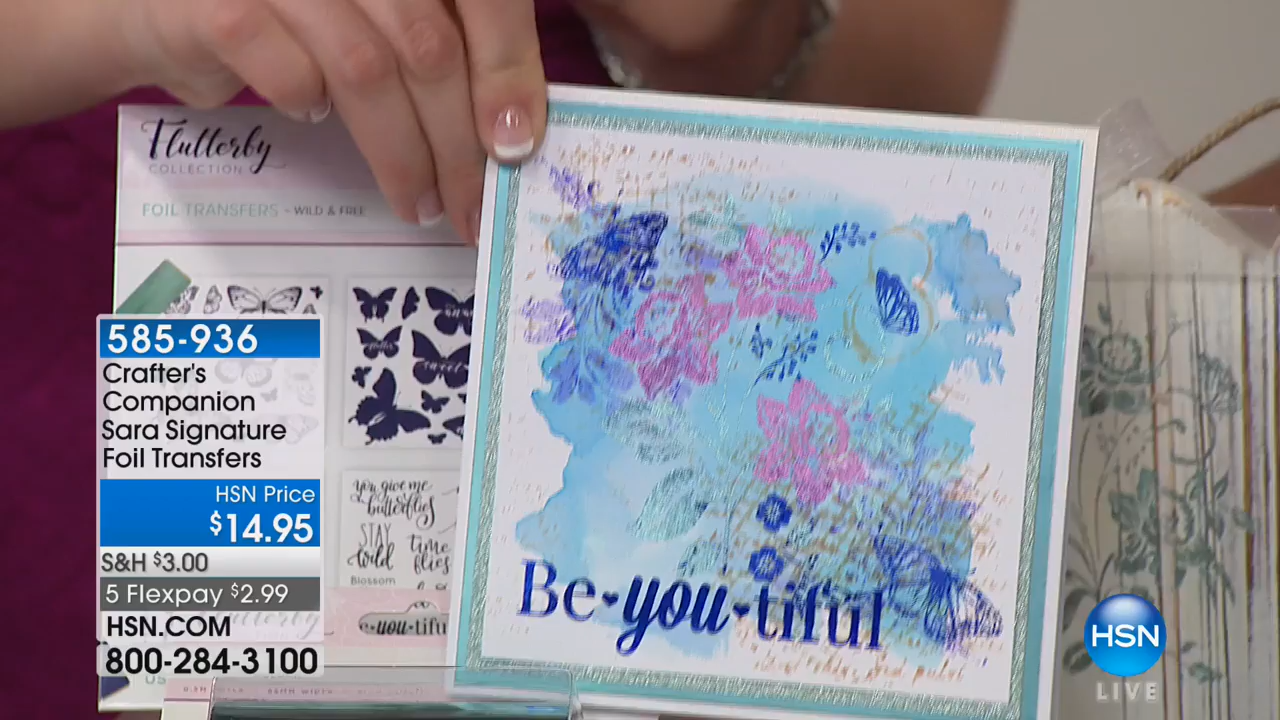 Flutterby
COLLECTION
FOIL TRANSFERS - WILD & FREE
585-936
Crafter's
Companion
Sara Signature
Foil Transfers
HSN Price
$14.95
S&H $3.00
5 Flexpay $2.99
HSN.COM
800-284-3100
you give me
butterflies
STAY
wild
time
flies
Blossom
e-you-tifu
US
Be-you-tiful
HSN
LIVE